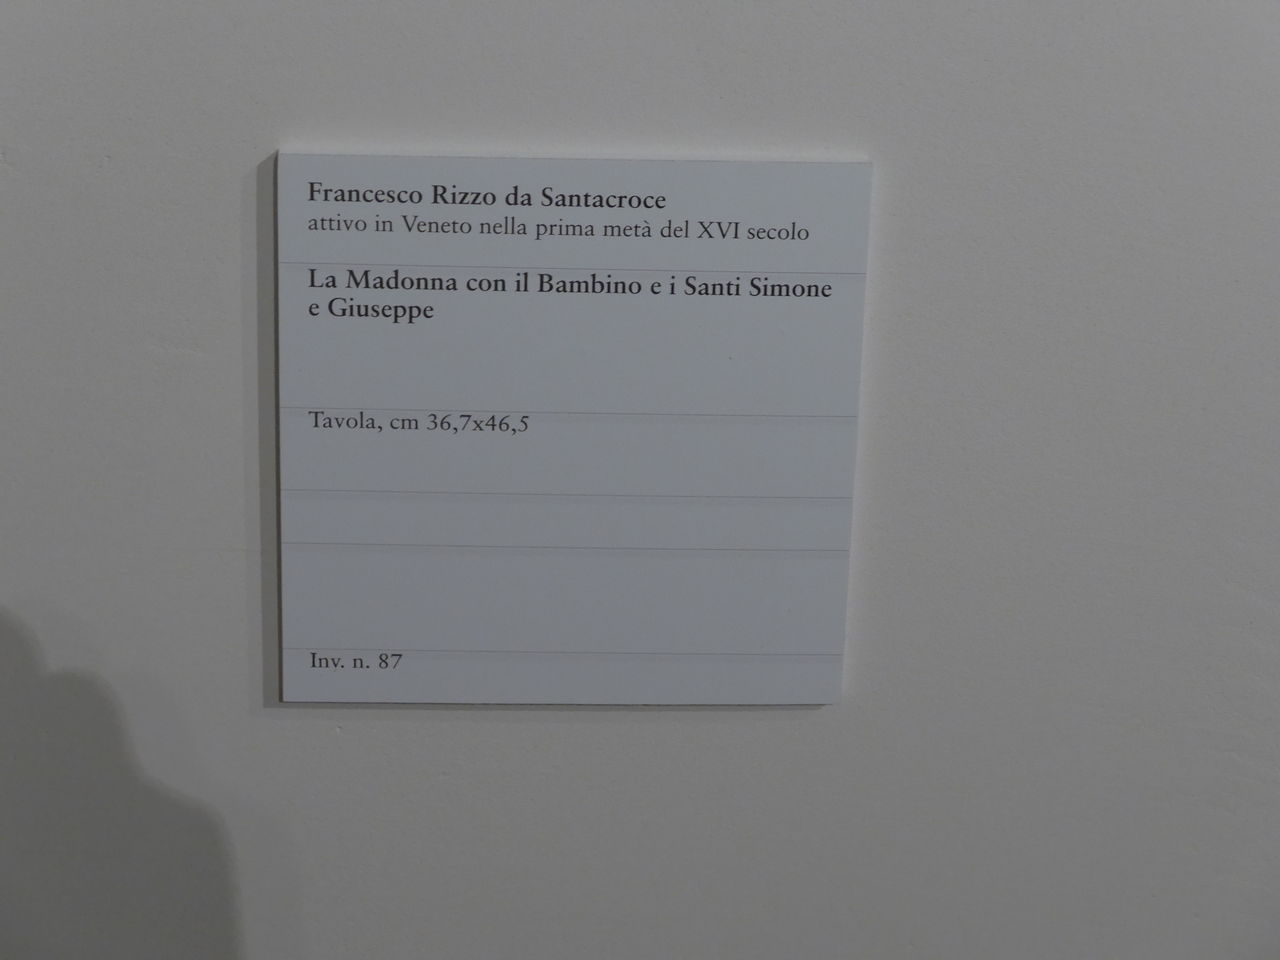 Francesco Rizzo da Santacroce
attivo in Veneto nella prima metà del XVI secolo
La Madonna con il Bambino e i Santi Simone
e Giuseppe
Tavola, cm 36,7x46,5
Inv. n. 87